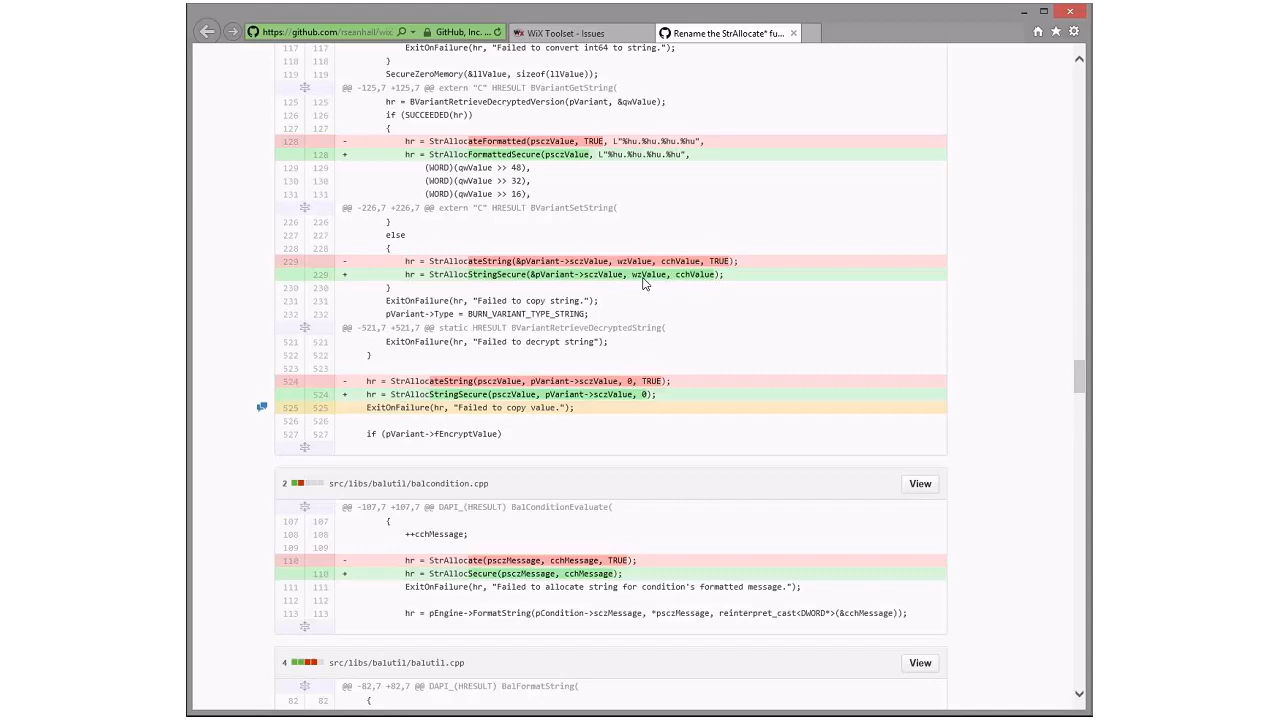 https://github.com/rseanhall/wix GitHub, Inc. ... WiX Toolset - Issues Rename the StrAllocate* fu...
117 117 ExitOnFailure(hr, "Failed to convert int64 to string.");
118 118 }
119 119 SecureZeroMemory(&llValue, sizeof(llValue));
@@ -125,7 +125,7 @@ extern "C" HRESULT BVariantGetString(
125 125 hr = BVariantRetrieveDecryptedVersion(pVariant, &qwValue);
126 126 if (SUCCEEDED(hr))
127 127 {
128 - hr = StrAllocateFormatted(psczValue, TRUE, L"%hu.%hu.%hu.%hu",
128 + hr = StrAllocFormattedSecure(psczValue, L"%hu.%hu.%hu.%hu",
129 129 (WORD)(qwValue >> 48),
130 130 (WORD)(qwValue >> 32),
131 131 (WORD)(qwValue >> 16),
@@ -226,7 +226,7 @@ extern "C" HRESULT BVariantSetString(
226 226 }
227 227 else
228 228 {
229 - hr = StrAllocateString(&pVariant->sczValue, wzValue, cchValue, TRUE);
229 + hr = StrAllocStringSecure(&pVariant->sczValue, wzValue, cchValue);
230 230 }
231 231 ExitOnFailure(hr, "Failed to copy string.");
232 232 pVariant->Type = BURN_VARIANT_TYPE_STRING;
@@ -521,7 +521,7 @@ static HRESULT BVariantRetrieveDecryptedString(
521 521 ExitOnFailure(hr, "Failed to decrypt string");
522 522 }
523 523
524 - hr = StrAllocateString(psczValue, pVariant->sczValue, 0, TRUE);
524 + hr = StrAllocStringSecure(psczValue, pVariant->sczValue, 0);
525 525 ExitOnFailure(hr, "Failed to copy value.");
526 526
527 527 if (pVariant->fEncryptValue)
2 src/libs/balutil/balcondition.cpp View
@@ -107,7 +107,7 @@ DAPI_(HRESULT) BalConditionEvaluate(
107 107 {
108 108 ++cchMessage;
109 109
110 - hr = StrAllocate(psczMessage, cchMessage, TRUE);
110 + hr = StrAllocSecure(psczMessage, cchMessage);
111 111 ExitOnFailure(hr, "Failed to allocate string for condition's formatted message.");
112 112
113 113 hr = pEngine->FormatString(pCondition->sczMessage, *psczMessage, reinterpret_cast<DWORD*>(&cchMessage));
4 src/libs/balutil/balutil.cpp View
@@ -82,7 +82,7 @@ DAPI_(HRESULT) BalFormatString(
82 82 {